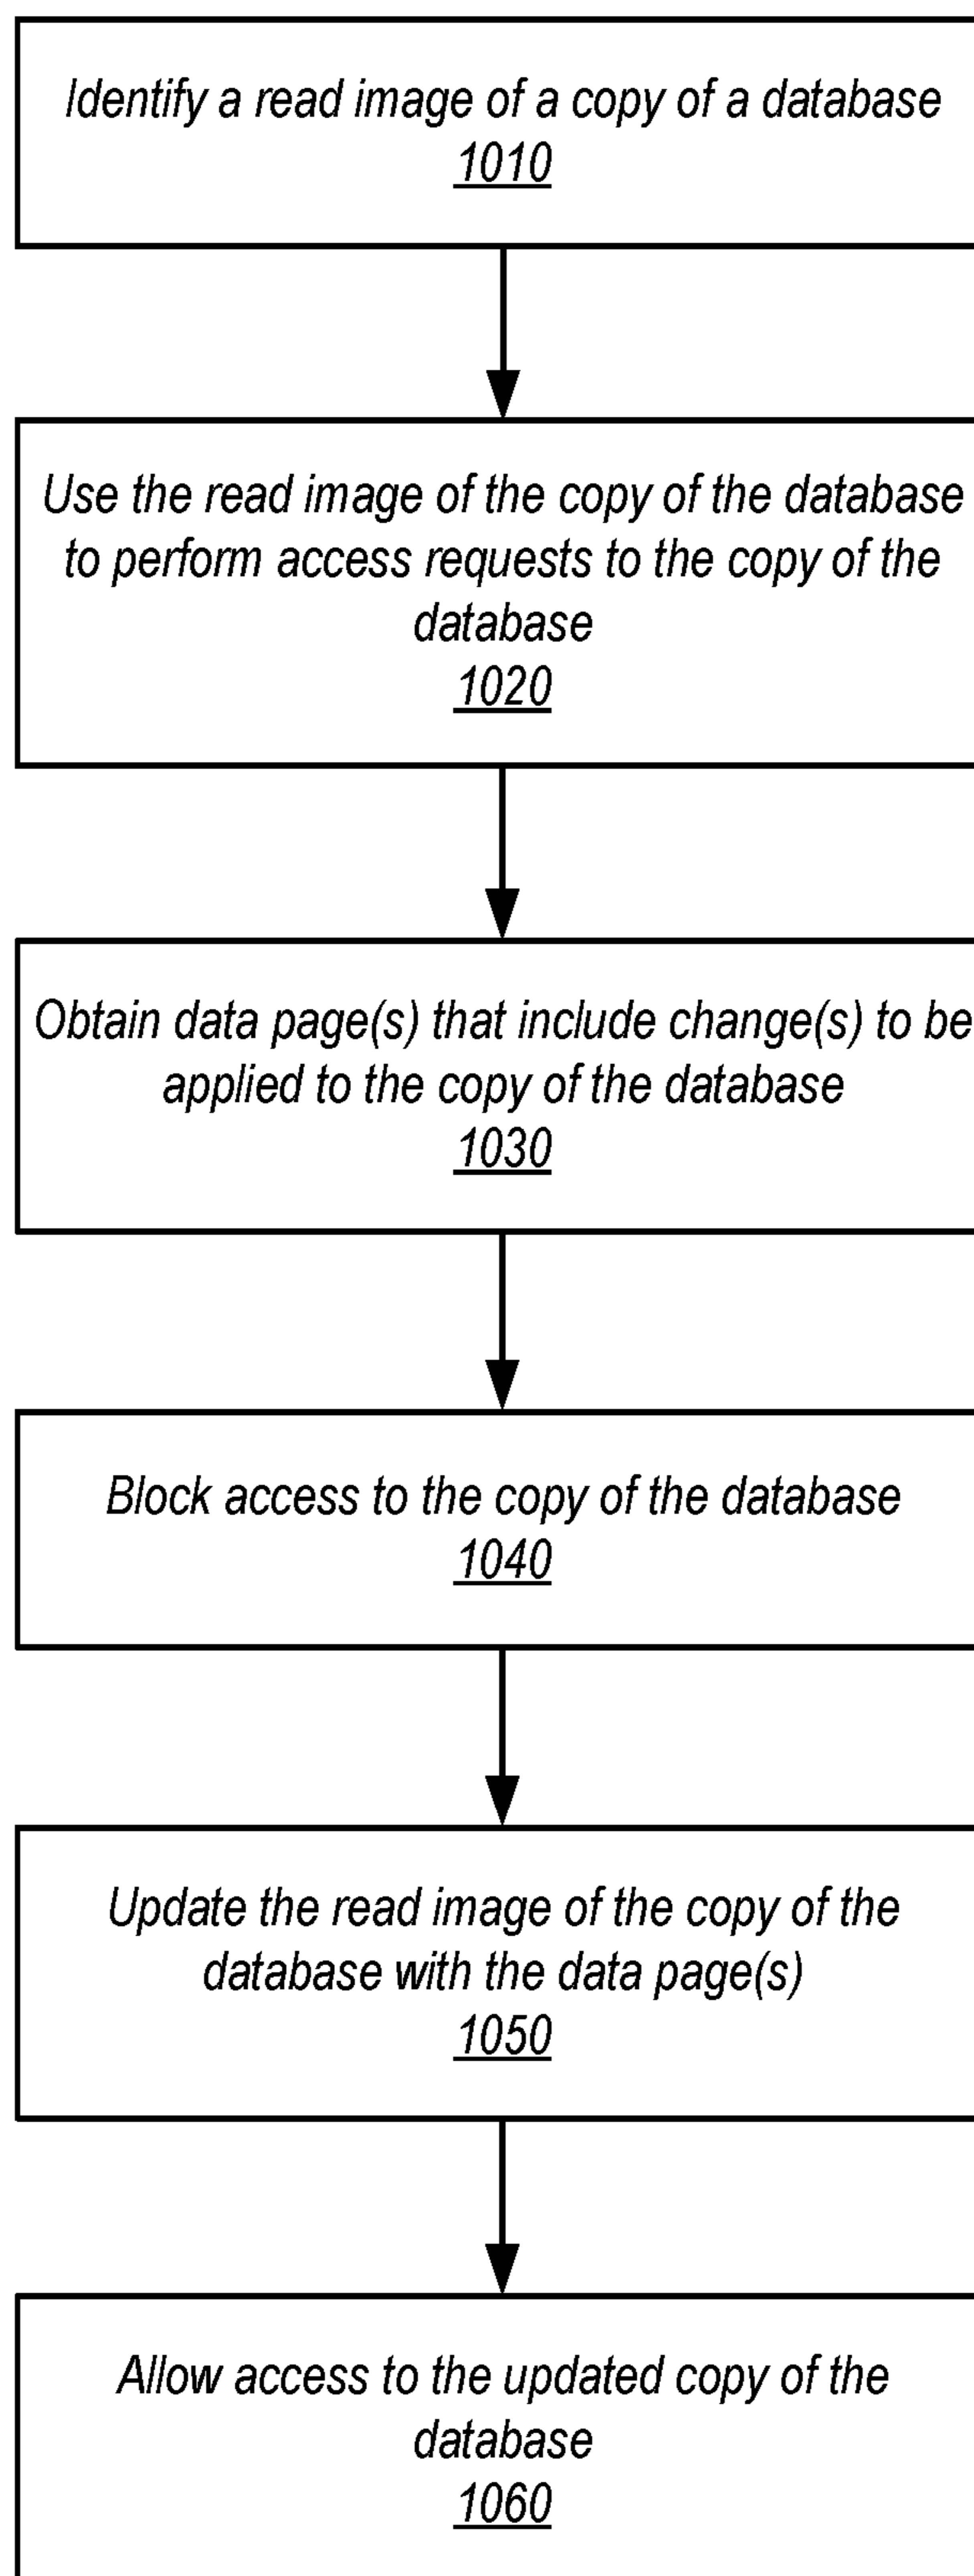 Identify a read image of a copy of a database
1010
Use the read image of the copy of the database
to perform access requests to the copy of the
database
1020
Obtain data page(s) that include change(s) to be
applied to the copy of the database
1030
Block access to the copy of the database
1040
Update the read image of the copy of the
database with the data page(s)
1050
Allow access to the updated copy of the
database
1060